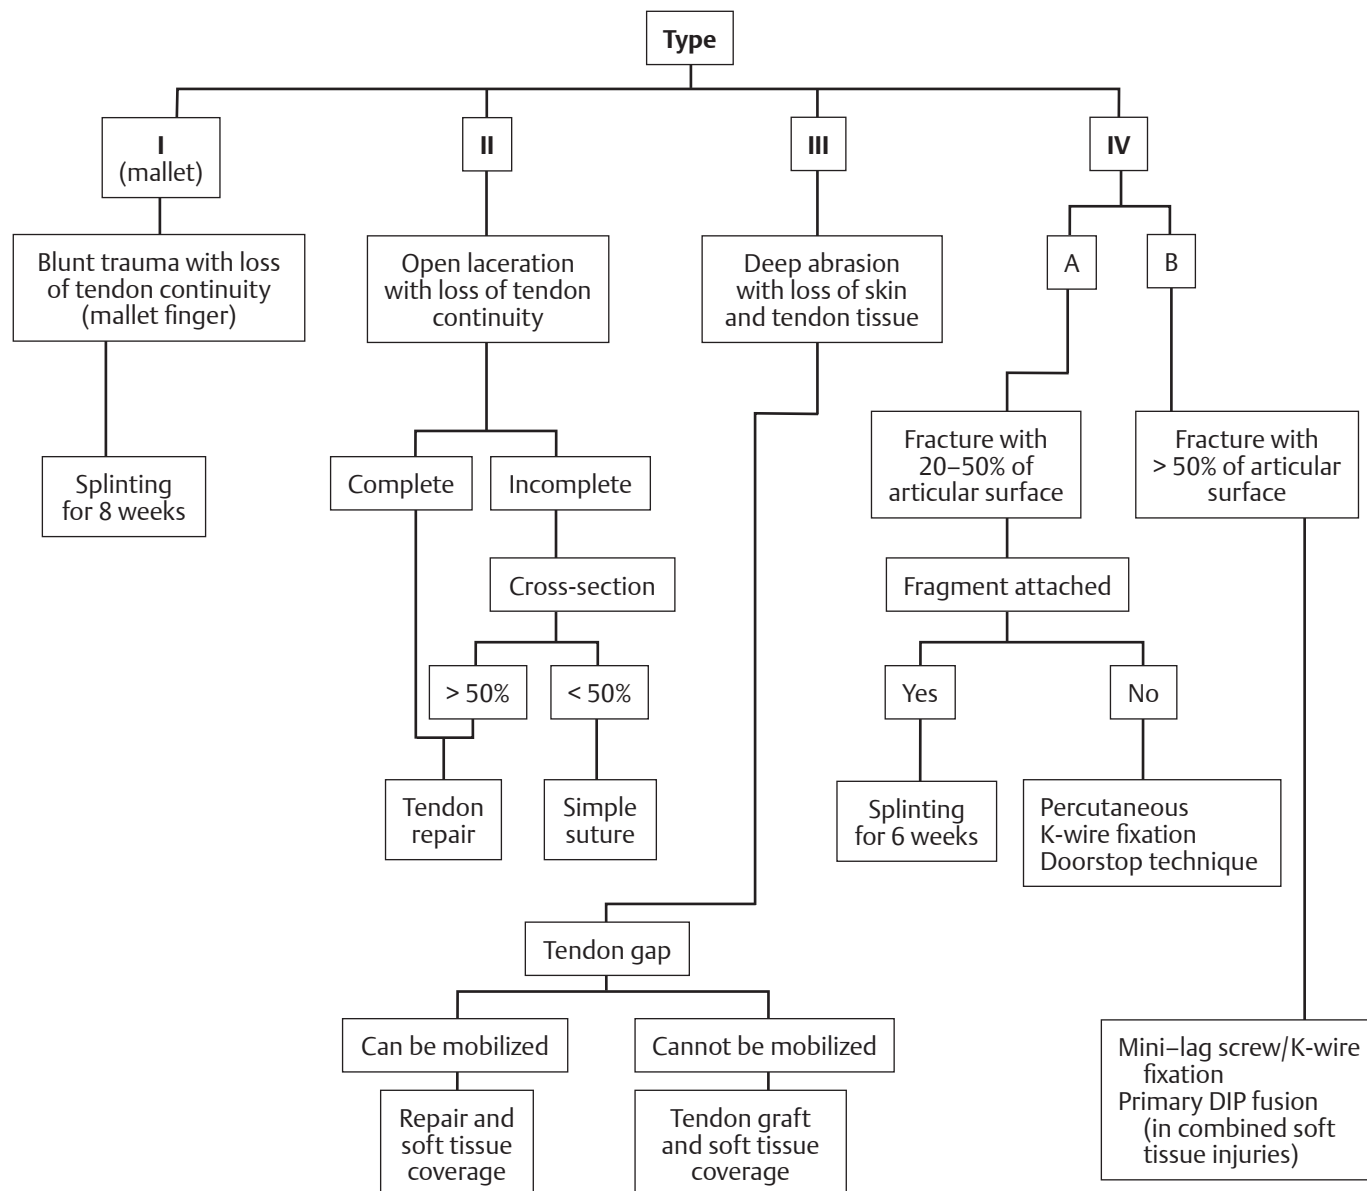 Type
I
(mallet)
II
III
IV
Blunt trauma with loss
of tendon continuity
(mallet finger)
Open laceration
with loss of tendon
continuity
Deep abrasion
with loss of skin
and tendon tissue
A
B
Splinting
for 8 weeks
Complete
Incomplete
Fracture with
20–50% of
articular surface
Fracture with
> 50% of articular
surface
Cross-section
Fragment attached
> 50%
< 50%
Yes
No
Tendon
repair
Simple
suture
Splinting
for 6 weeks
Percutaneous
K-wire fixation
Doorstop technique
Tendon gap
Can be mobilized
Cannot be mobilized
Repair and
soft tissue
coverage
Tendon graft
and soft tissue
coverage
Mini–lag screw/K-wire
fixation
Primary DIP fusion
(in combined soft
tissue injuries)